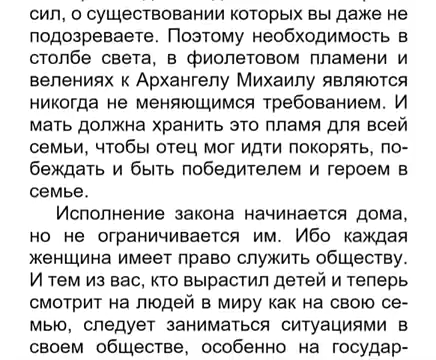 сил, о существовании которых вы даже не
подозреваете. Поэтому необходимость в
столбе света, в фиолетовом пламени и
велениях к Архангелу Михаилу являются
никогда не меняющимся требованием. И
мать должна хранить это пламя для всей
семьи, чтобы отец мог идти покорять, по-
беждать и быть победителем и героем в
семье.
Исполнение закона начинается дома,
но не ограничивается им. Ибо каждая
женщина имеет право служить обществу.
И тем из вас, кто вырастил детей и теперь
смотрит на людей в миру как на свою се-
мью, следует заниматься ситуациями в
своем обществе, особенно на государ-